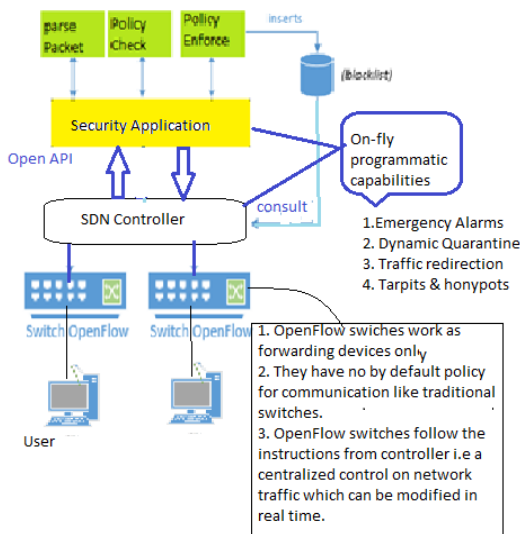 parse
Packet
Policy
Check
Policy
Enforce
inserts
(blacklist)
Security Application
Open API
On-fly
programmatic
capabilities
SDN Controller
consult
1.Emergency Alarms
2. Dynamic Quarantine
3. Traffic redirection
4. Tarpits & honypots
Switch OpenFlow
Switch OpenFlow
User
1. OpenFlow swiches work as
forwarding devices only
2. They have no by default policy
for communication like traditional
switches.
3. OpenFlow switches follow the
instructions from controller i.e a
centralized control on network
traffic which can be modified in
real time.